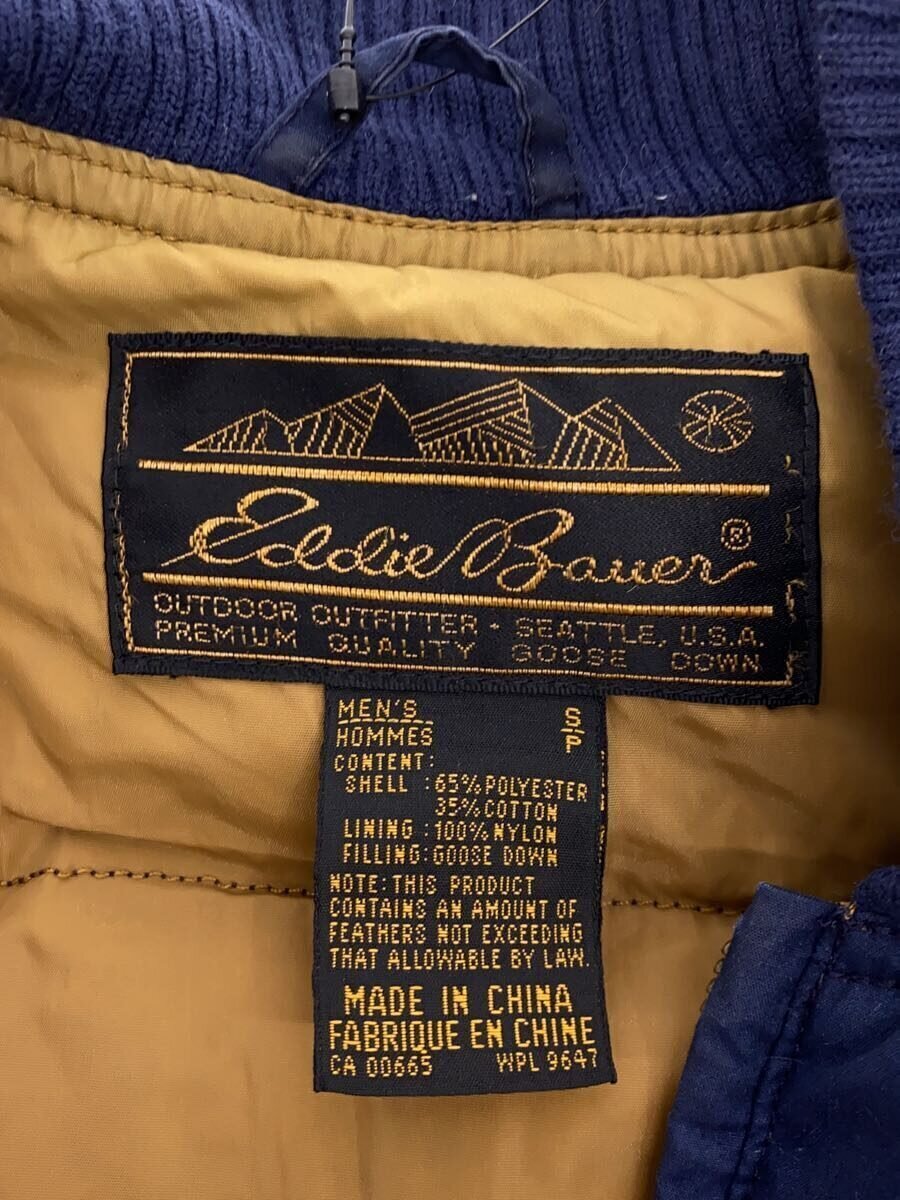 Eddie Bauer®
OUTDOOR OUTFITTER · SEATTLE, U.S.A.
PREMIUM QUALITY GOOSE DOWN
MEN'S S
HOMMES P
CONTENT:
SHELL :65%POLYESTER
35%COTTON
LINING :100%NYLON
FILLING:GOOSE DOWN
NOTE:THIS PRODUCT
CONTAINS AN AMOUNT OF
FEATHERS NOT EXCEEDING
THAT ALLOWABLE BY LAW.
MADE IN CHINA
FABRIQUE EN CHINE
CA 00665 WPL 9647